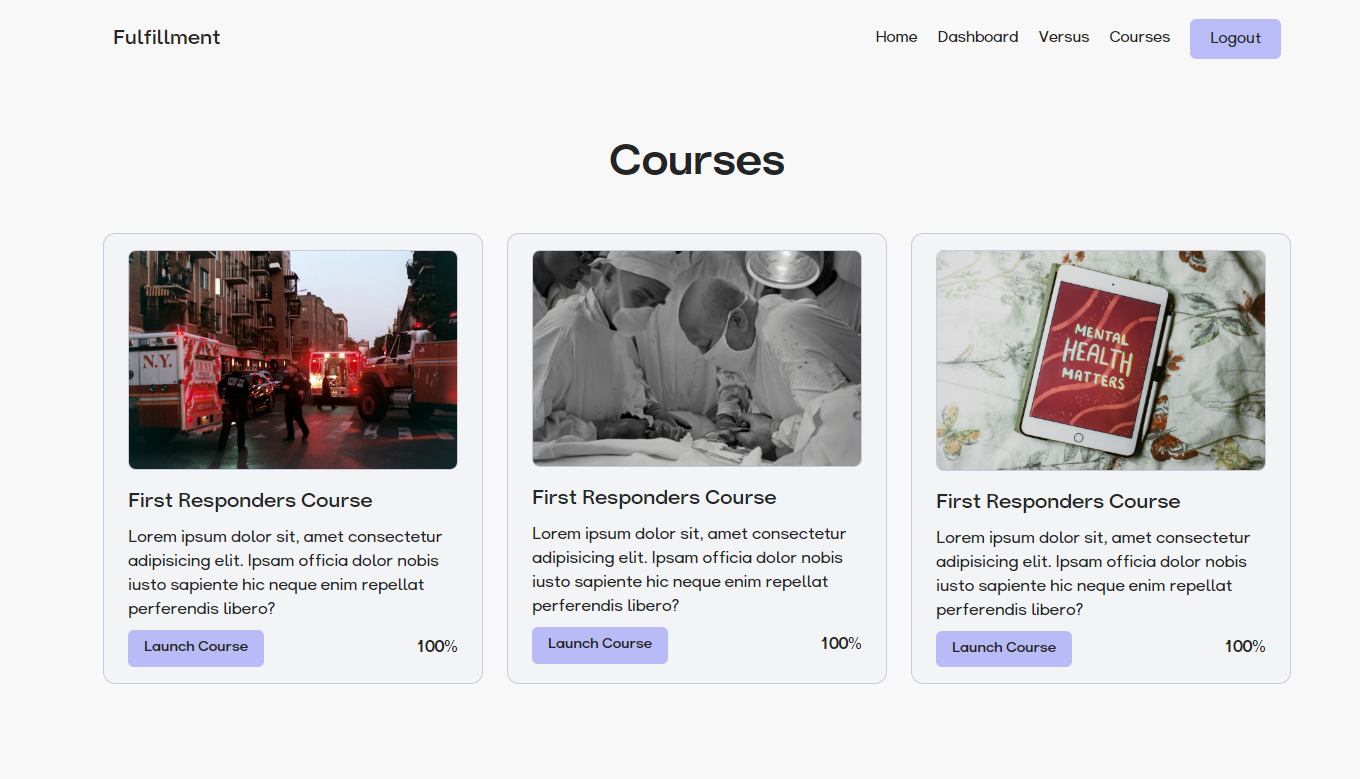 Fulfillment
Home Dashboard Versus Courses Logout
Courses
N.Y.
MENTAL
HEALTH
MATTERS
First Responders Course
Lorem ipsum dolor sit, amet consectetur
adipisicing elit. Ipsam officia dolor nobis
iusto sapiente hic neque enim repellat
perferendis libero?
Launch Course 100%
First Responders Course
Lorem ipsum dolor sit, amet consectetur
adipisicing elit. Ipsam officia dolor nobis
iusto sapiente hic neque enim repellat
perferendis libero?
Launch Course 100%
First Responders Course
Lorem ipsum dolor sit, amet consectetur
adipisicing elit. Ipsam officia dolor nobis
iusto sapiente hic neque enim repellat
perferendis libero?
Launch Course 100%